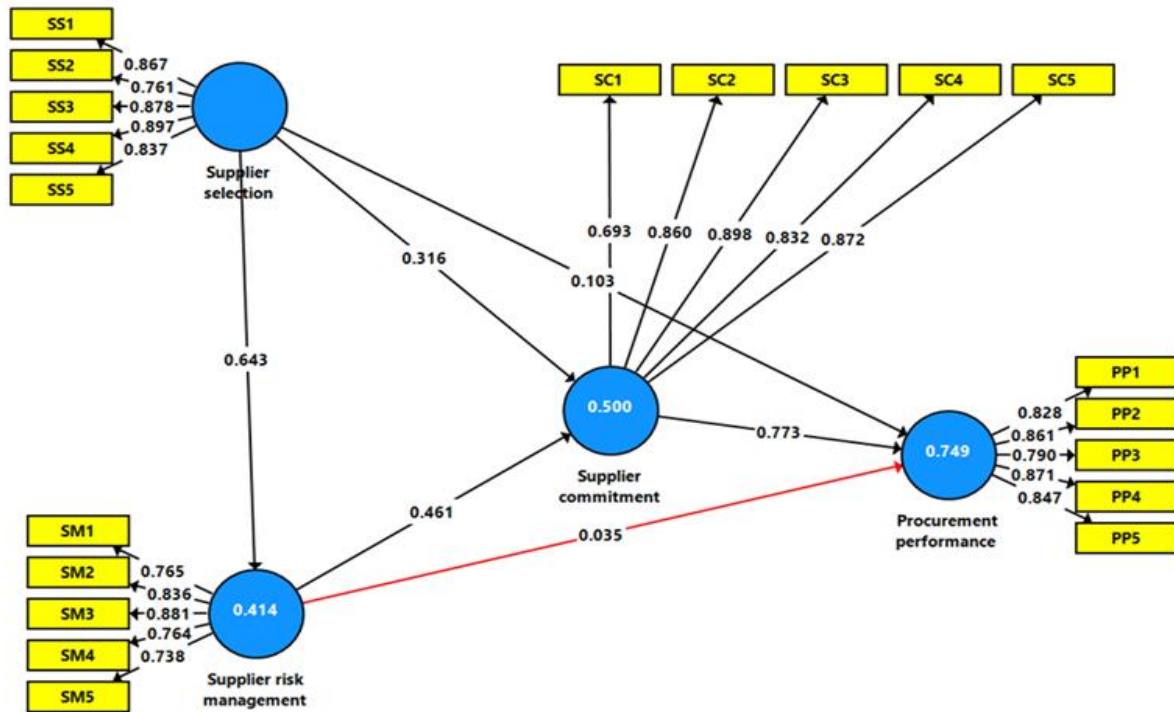 SS1
SS2
SS3
SS4
SS5
0.867
0.761
0.878
0.897
0.837
Supplier
selection
SC1
SC2
SC3
SC4
SC5
0.693
0.860
0.898
0.832
0.872
0.316
0.103
0.643
0.500
Supplier
commitment
0.773
0.461
0.035
0.749
Procurement
performance
0.828
0.861
0.790
0.871
0.847
PP1
PP2
PP3
PP4
PP5
SM1
SM2
SM3
SM4
SM5
0.765
0.836
0.881
0.764
0.738
0.414
Supplier risk
management